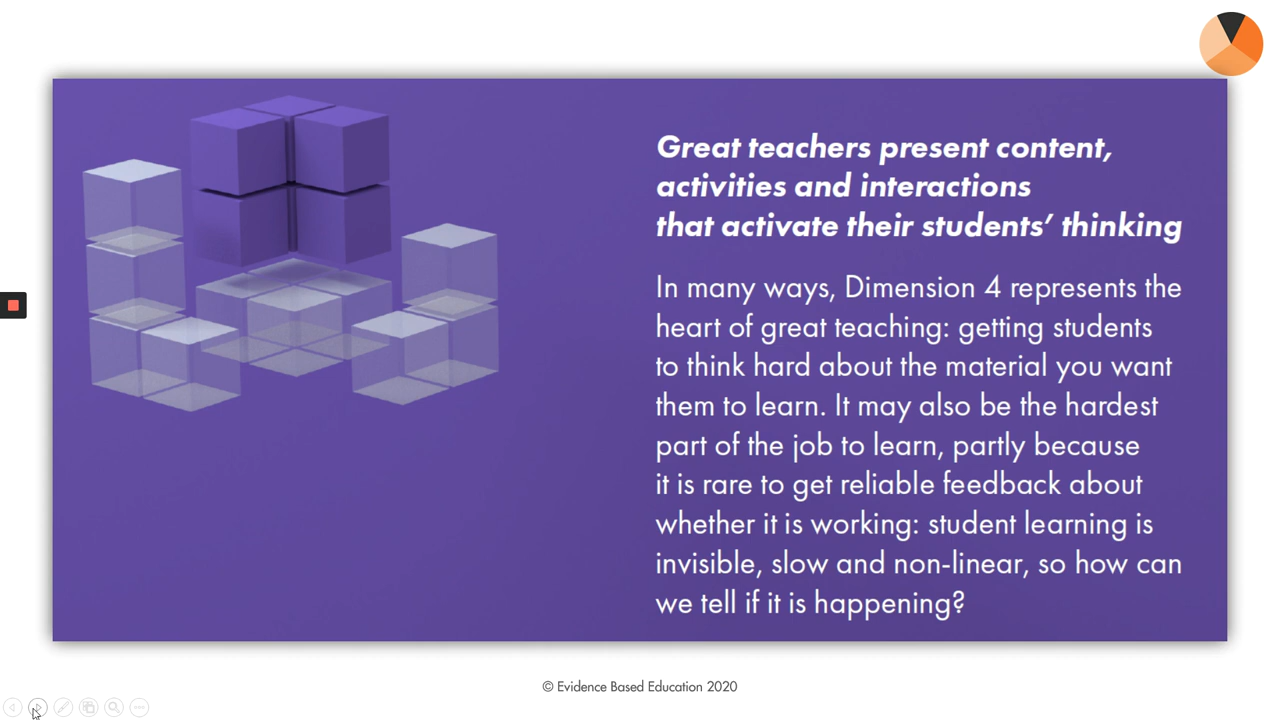 Great teachers present content,
activities and interactions
that activate their students’ thinking
In many ways, Dimension 4 represents the
heart of great teaching: getting students
to think hard about the material you want
them to learn. It may also be the hardest
part of the job to learn, partly because
it is rare to get reliable feedback about
whether it is working: student learning is
invisible, slow and non-linear, so how can
we tell if it is happening?
© Evidence Based Education 2020